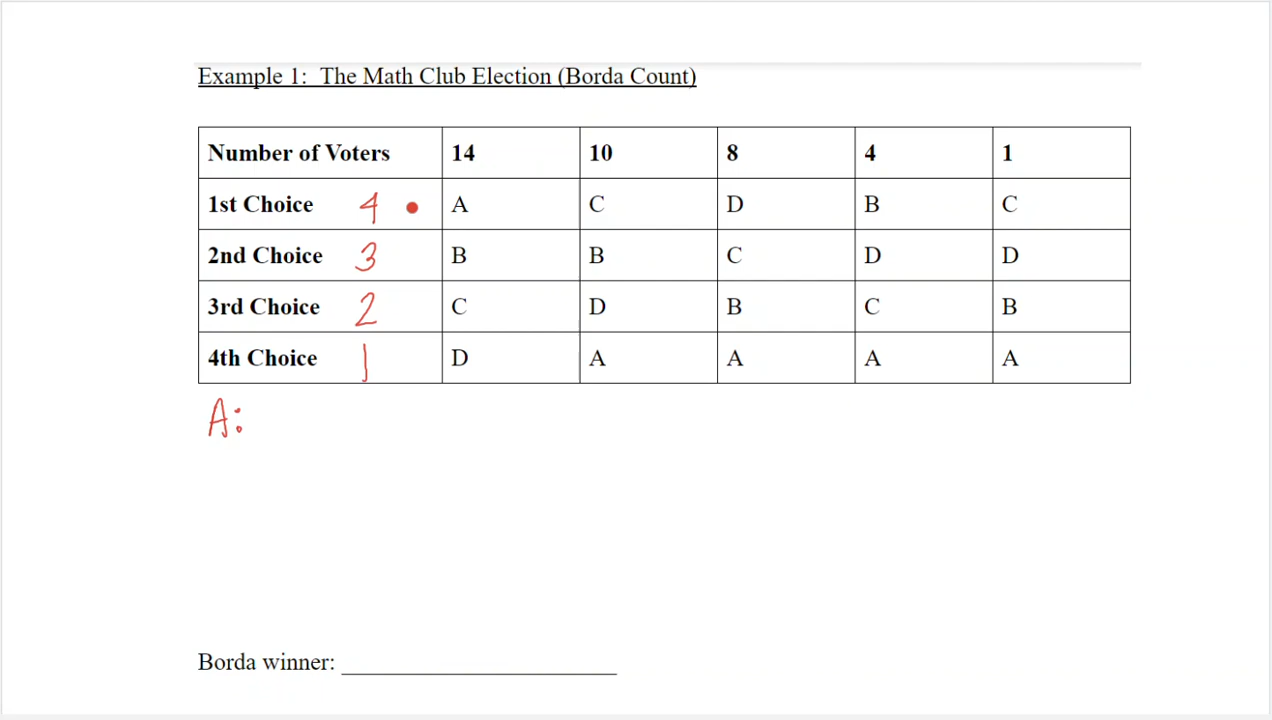 Example 1: The Math Club Election (Borda Count)
Number of Voters 14 10 8 4 1
1st Choice 4 A C D B C
2nd Choice 3 B B C D D
3rd Choice 2 C D B C B
4th Choice 1 D A A A A
A:
Borda winner: ______________________